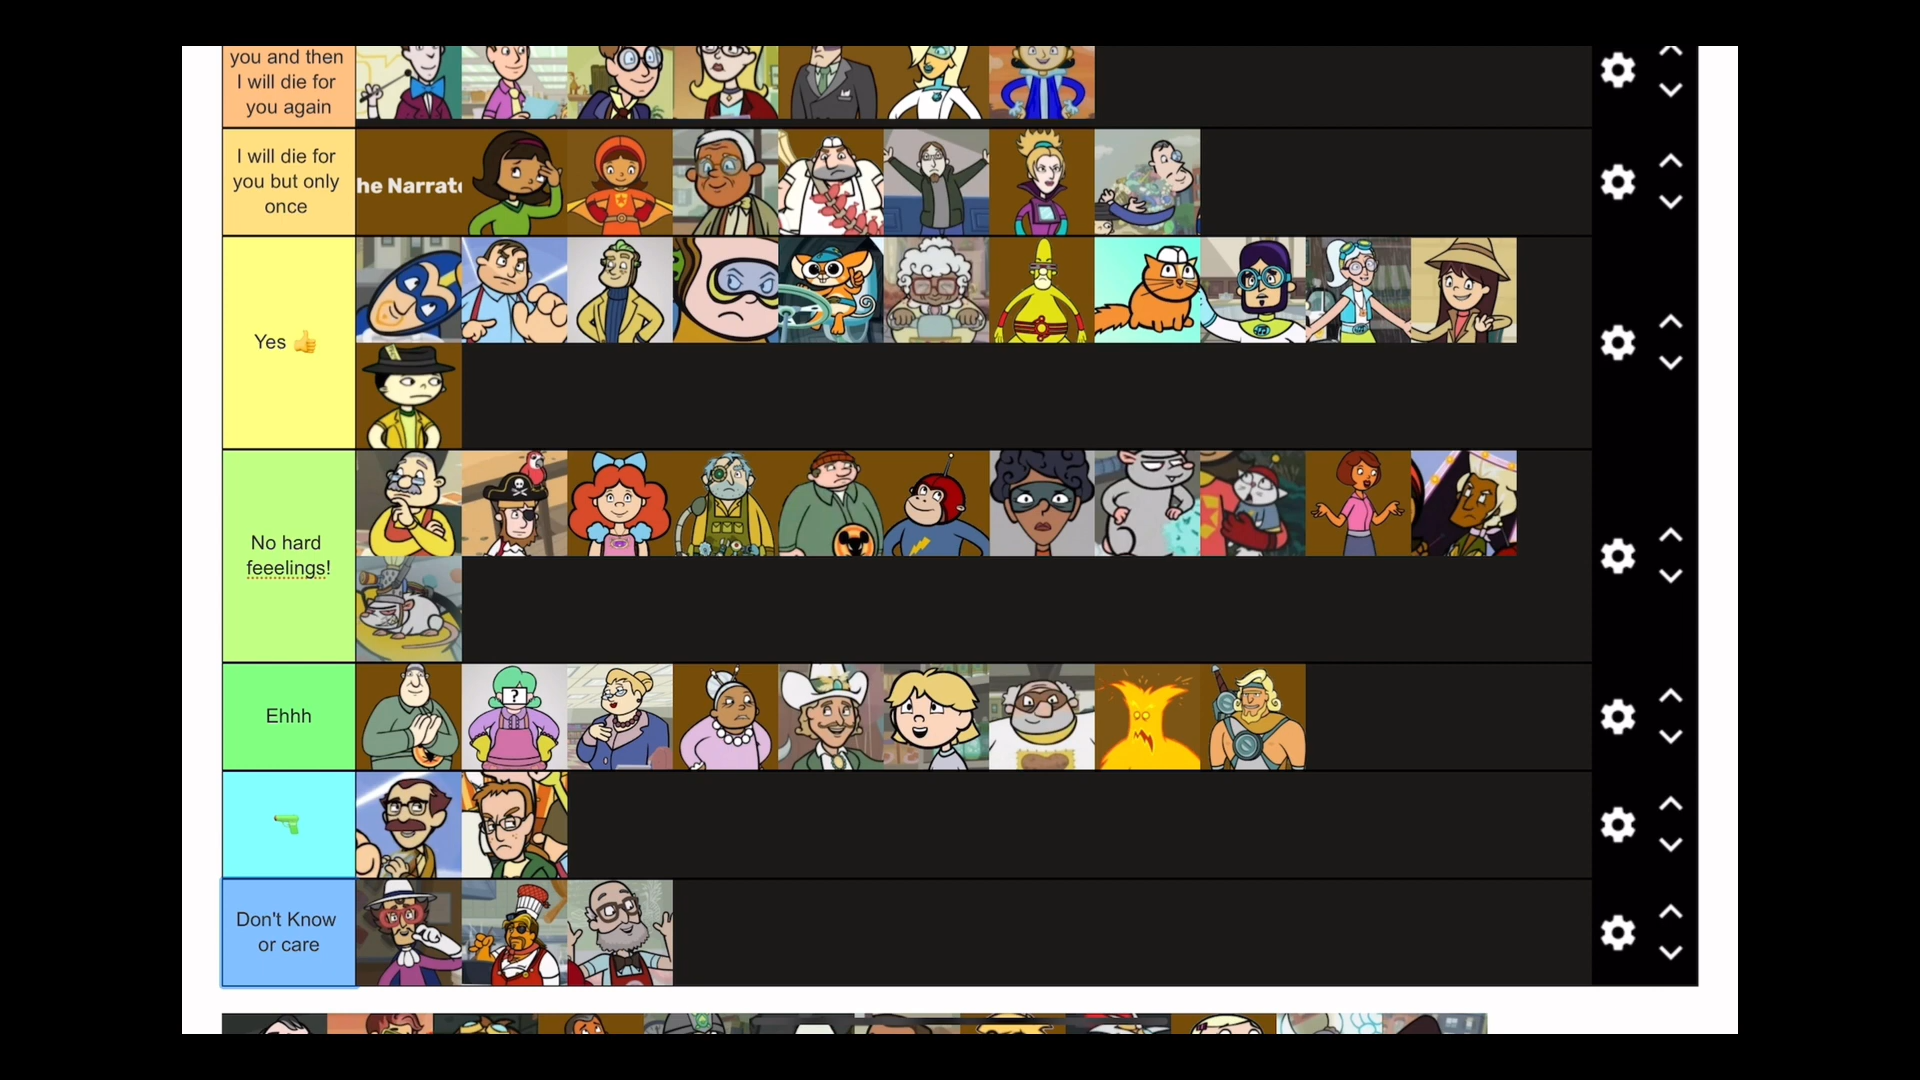 you and then
I will die for
you again
I will die for
you but only
once
he Narrat
Yes 👍
No hard
feeelings!
?
Ehhh
Don't Know
or care